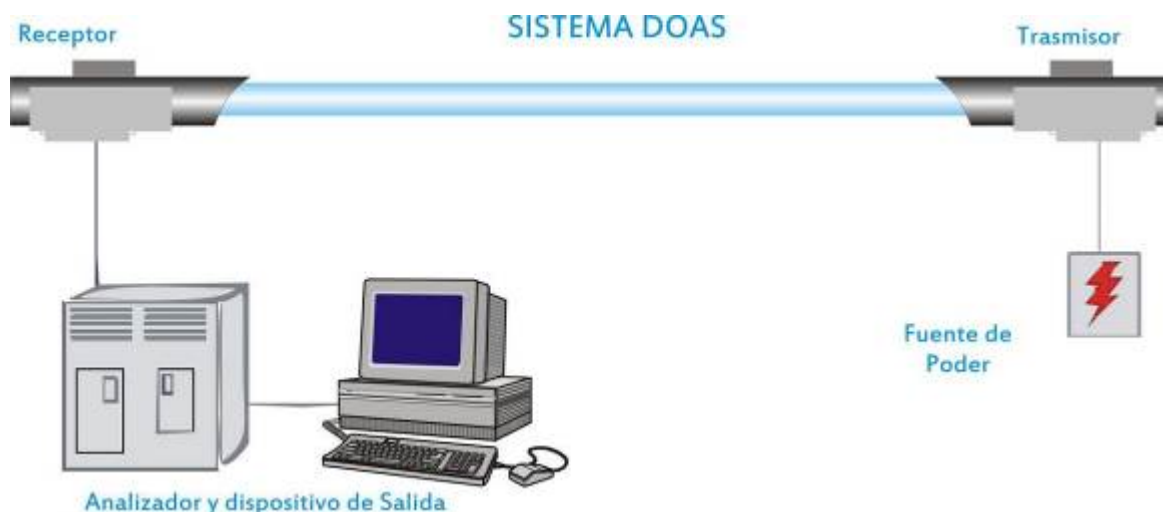 SISTEMA DOAS
Receptor
Trasmisor
Fuente de
Poder
Analizador y dispositivo de Salida